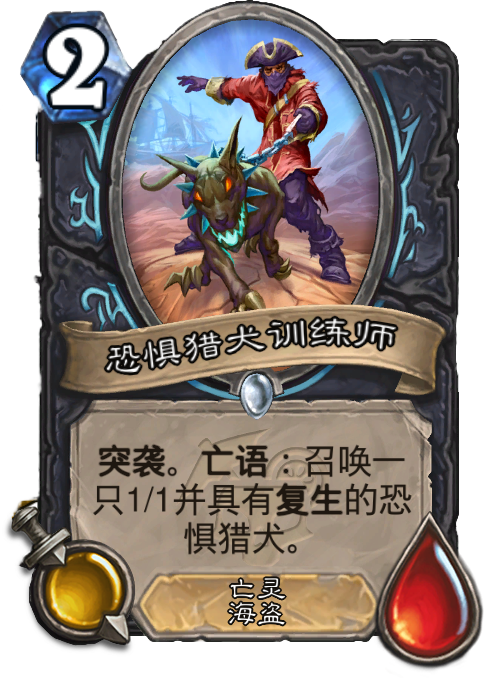 2
恐惧猎犬训练师
突袭。亡语：召唤一
只1/1并具有复生的恐
惧猎犬。
亡灵
海盗